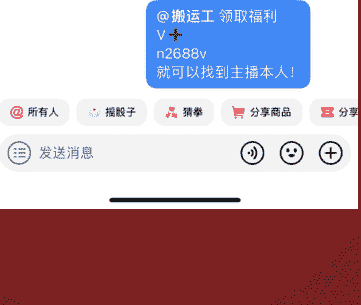 @搬运工 领取福利
V➕
n2688v
就可以找到主播本人！
@所有人
摇骰子
猜拳
分享商品
分享
发送消息